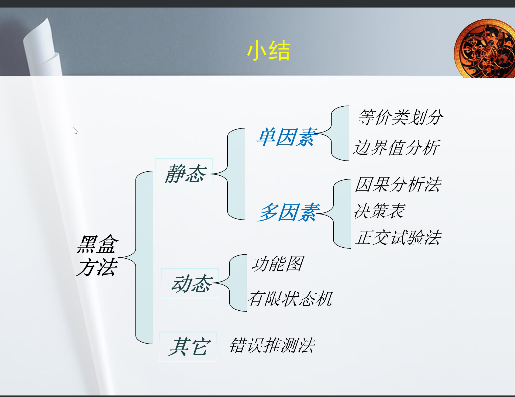 小结
黑盒
方法
静态
单因素
等价类划分
边界值分析
多因素
因果分析法
决策表
正交试验法
动态
功能图
有限状态机
其它
错误推测法